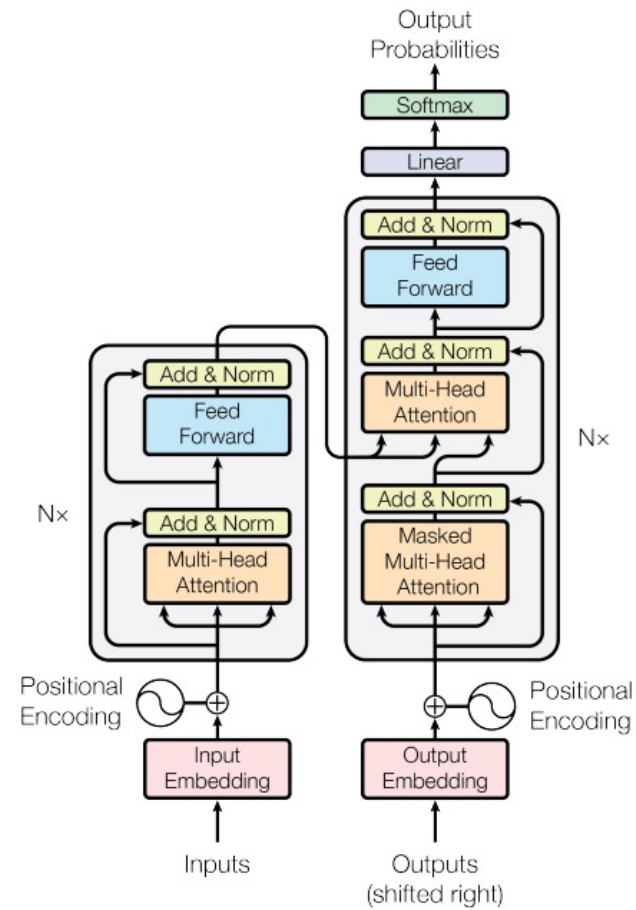 Output
Probabilities
Softmax
Linear
Add & Norm
Feed
Forward
Add & Norm
Multi-Head
Attention
Add & Norm
Masked
Multi-Head
Attention
N×
Add & Norm
Feed
Forward
N×
Add & Norm
Multi-Head
Attention
Positional
Encoding
Positional
Encoding
Input
Embedding
Output
Embedding
Inputs
Outputs
(shifted right)